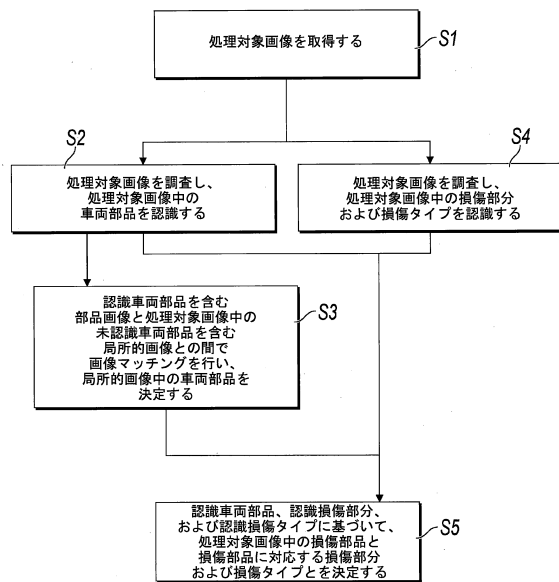 処理対象画像を取得する
S1
S2
処理対象画像を調査し、
処理対象画像中の
車両部品を認識する
S4
処理対象画像を調査し、
処理対象画像中の損傷部分
および損傷タイプを認識する
S3
認識車両部品を含む
部品画像と処理対象画像中の
未認識車両部品を含む
局所的画像との間で
画像マッチングを行い、
局所的画像中の車両部品を
決定する
認識車両部品、認識損傷部分、
および認識損傷タイプに基づいて、
処理対象画像中の損傷部品と
損傷部品に対応する損傷部分
および損傷タイプとを決定する
S5